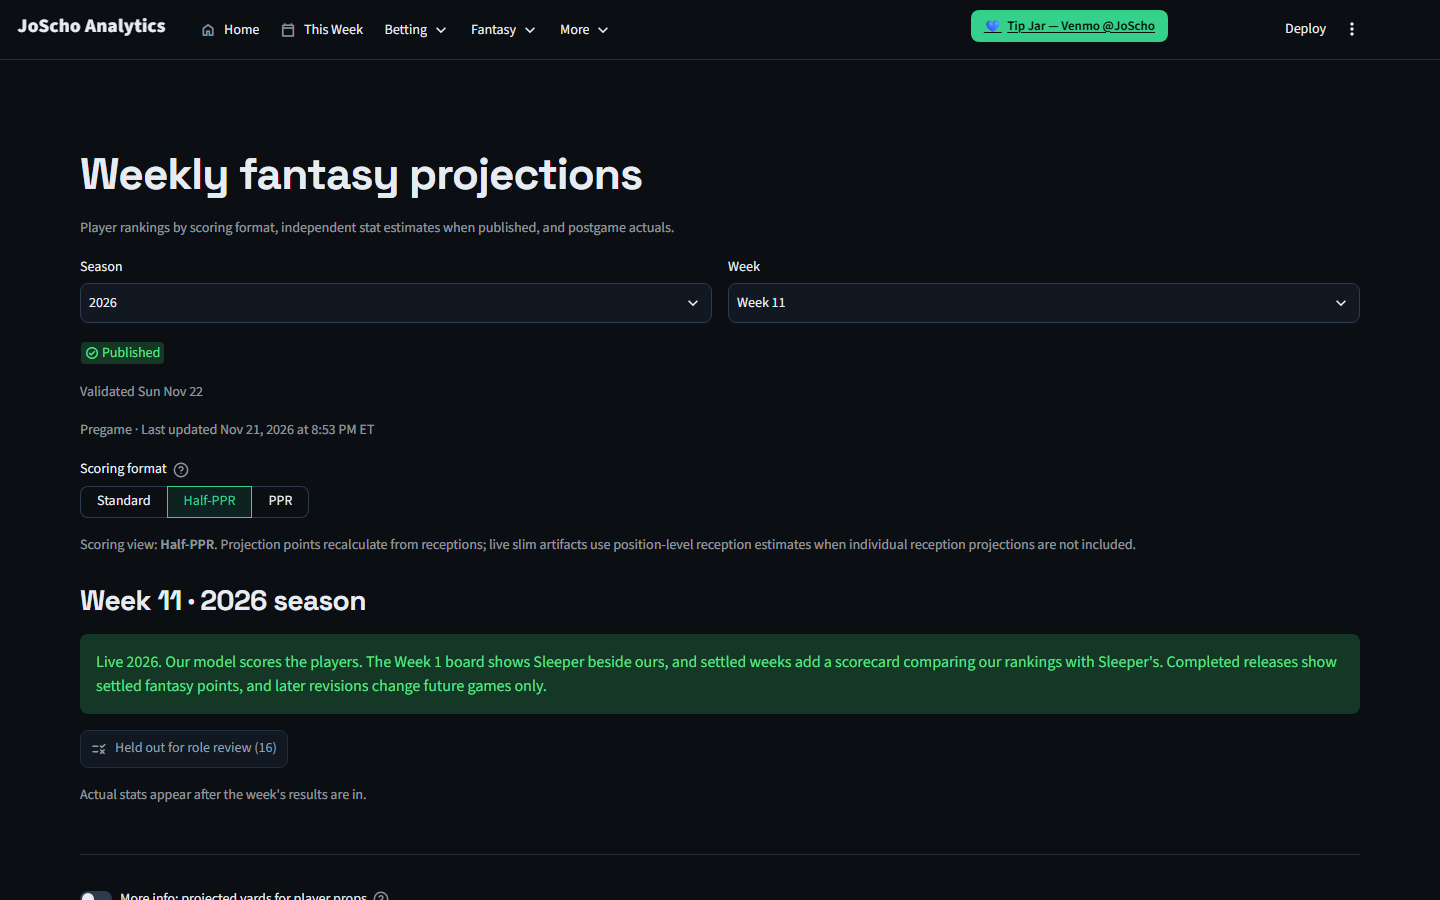 JoScho Analytics
Home
This Week
Betting
Fantasy
More
💙 Tip Jar — Venmo @JoScho
Deploy
Weekly fantasy projections
Player rankings by scoring format, independent stat estimates when published, and postgame actuals.
Season
Week
2026
Week 11
Published
Validated Sun Nov 22
Pregame · Last updated Nov 21, 2026 at 8:53 PM ET
Scoring format
Standard
Half-PPR
PPR
Scoring view: Half-PPR. Projection points recalculate from receptions; live slim artifacts use position-level reception estimates when individual reception projections are not included.
Week 11 · 2026 season
Live 2026. Our model scores the players. The Week 1 board shows Sleeper beside ours, and settled weeks add a scorecard comparing our rankings with Sleeper's. Completed releases show
settled fantasy points, and later revisions change future games only.
Held out for role review (16)
Actual stats appear after the week's results are in.
More info: projected yards for player props